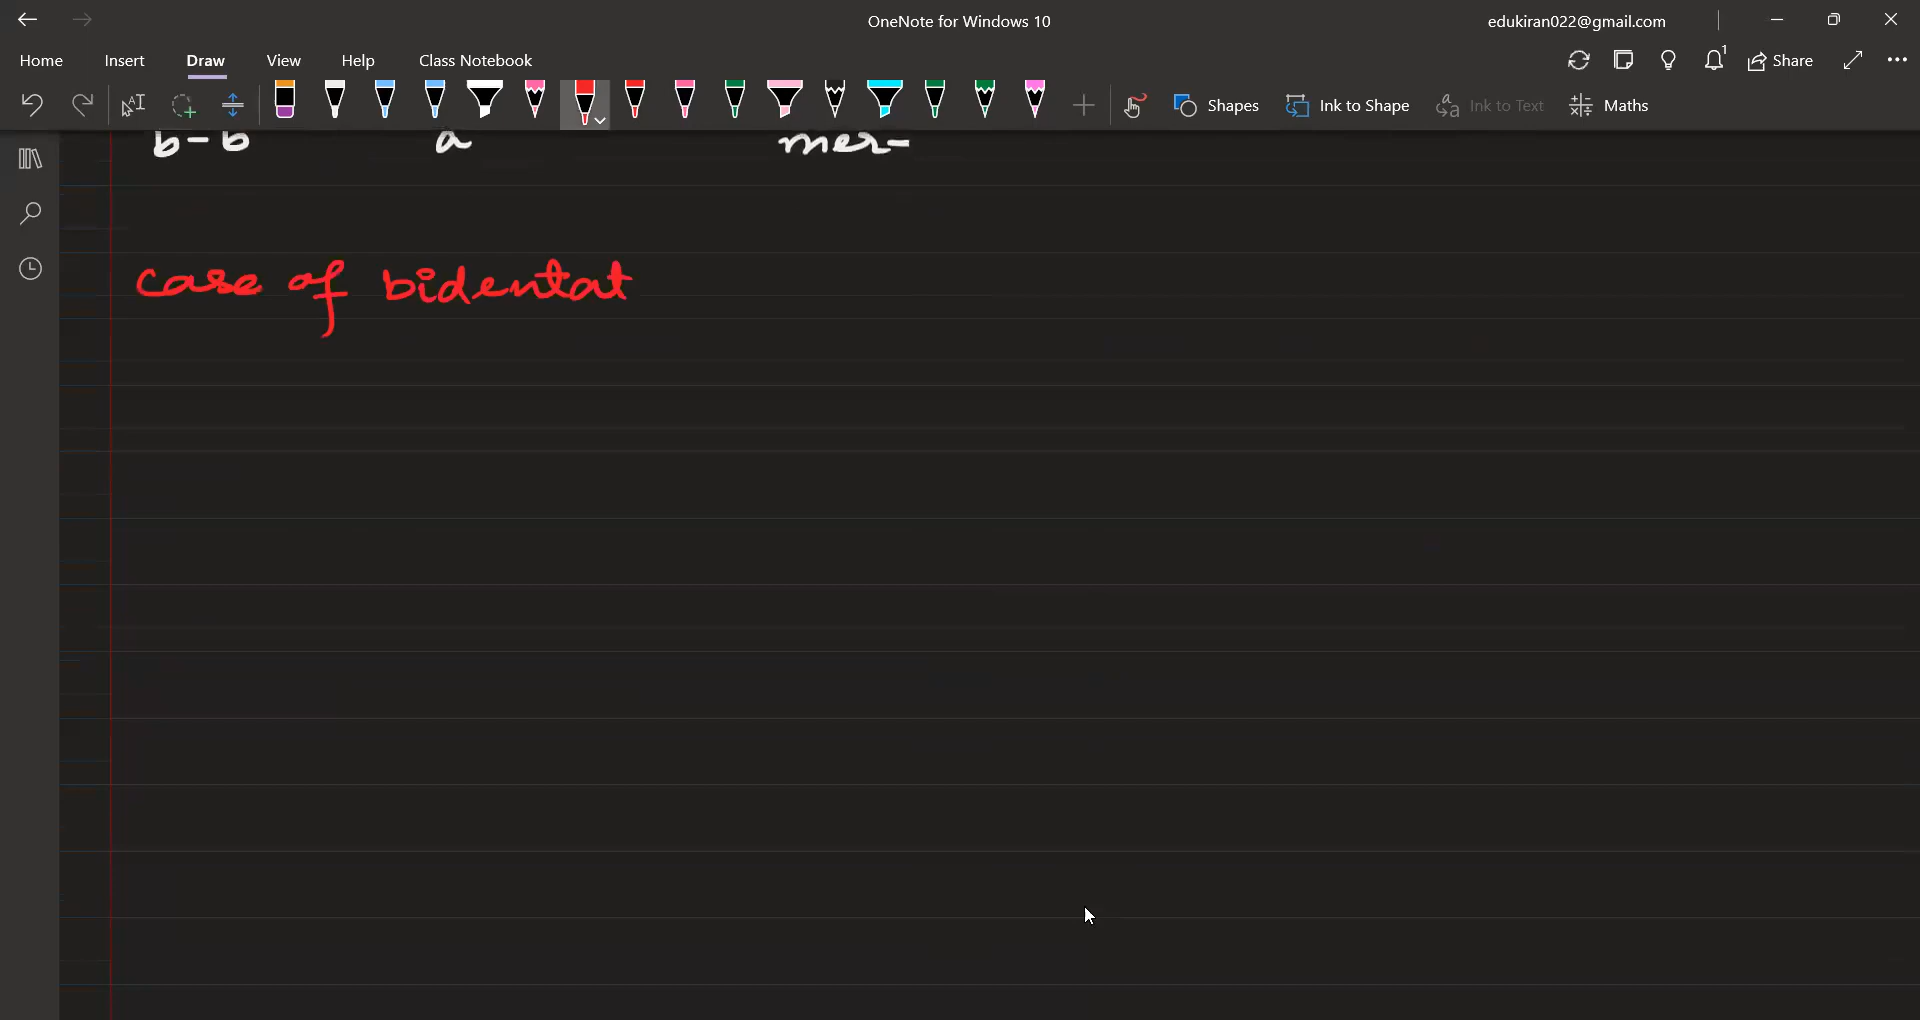 OneNote for Windows 10
edukiran022@gmail.com
Home Insert Draw View Help Class Notebook
1
Share
Shapes
Ink to Shape
Ink to Text
Maths
b-b a mer-
case of bidentat